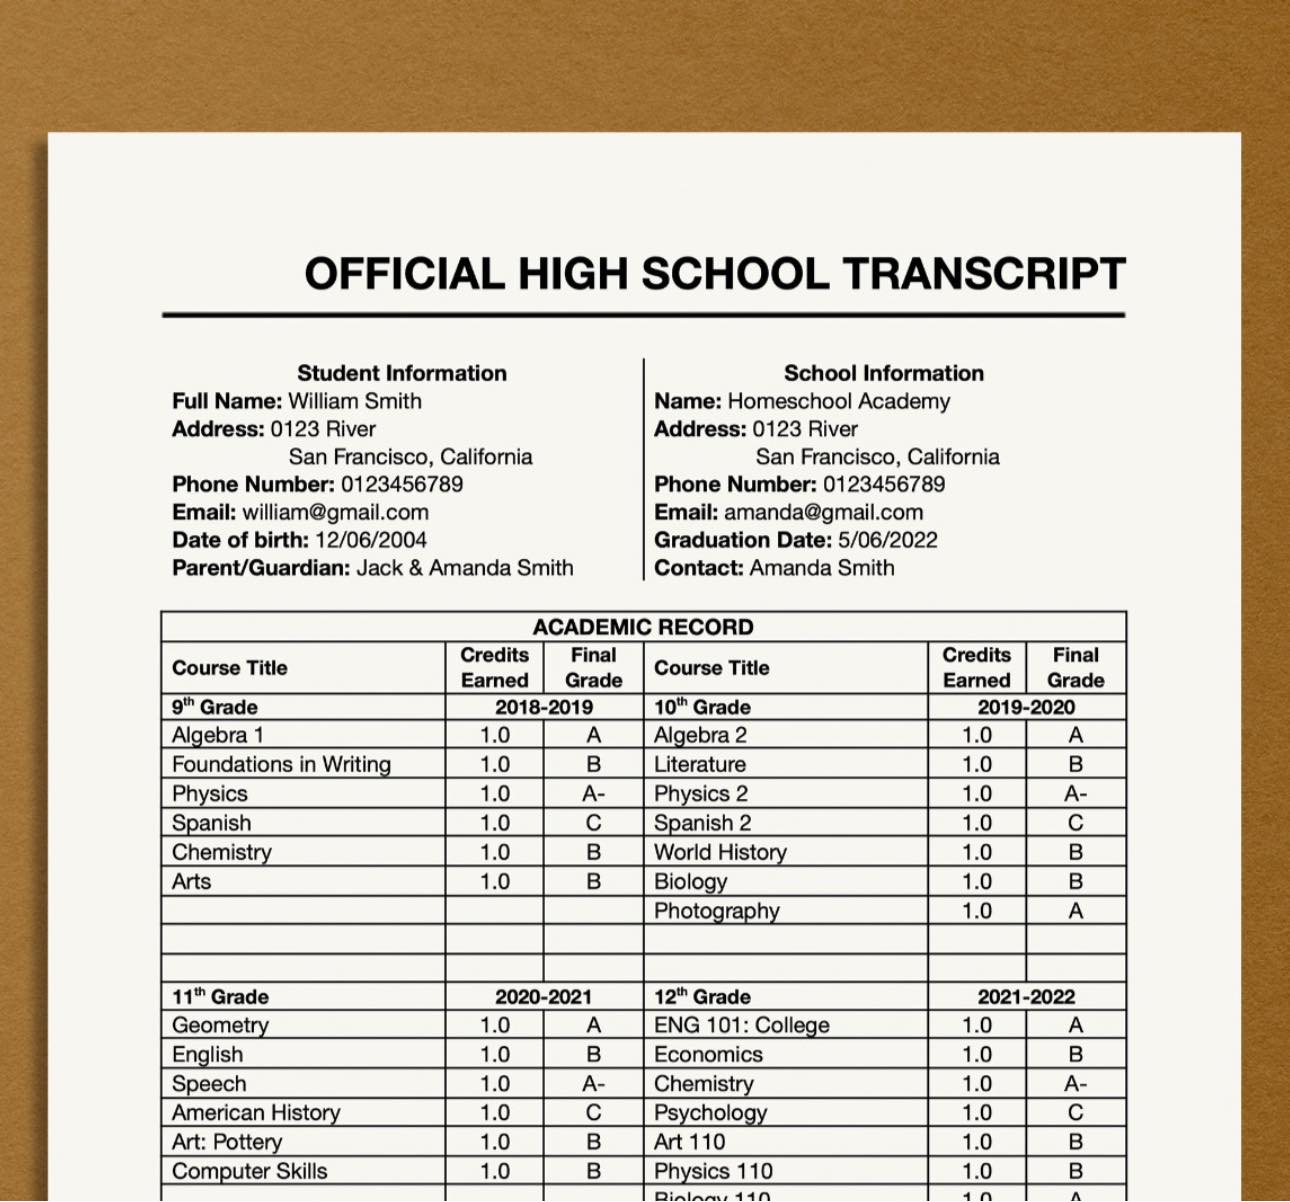 OFFICIAL HIGH SCHOOL TRANSCRIPT
Student Information
Full Name: William Smith
Address: 0123 River
San Francisco, California
Phone Number: 0123456789
Email: william@gmail.com
Date of birth: 12/06/2004
Parent/Guardian: Jack & Amanda Smith
School Information
Name: Homeschool Academy
Address: 0123 River
San Francisco, California
Phone Number: 0123456789
Email: amanda@gmail.com
Graduation Date: 5/06/2022
Contact: Amanda Smith
ACADEMIC RECORD
Course Title Credits Earned Final Grade Course Title Credits Earned Final Grade
9th Grade 2018-2019 10th Grade 2019-2020
Algebra 1 1.0 A Algebra 2 1.0 A
Foundations in Writing 1.0 B Literature 1.0 B
Physics 1.0 A- Physics 2 1.0 A-
Spanish 1.0 C Spanish 2 1.0 C
Chemistry 1.0 B World History 1.0 B
Arts 1.0 B Biology 1.0 B
Photography 1.0 A
11th Grade 2020-2021 12th Grade 2021-2022
Geometry 1.0 A ENG 101: College 1.0 A
English 1.0 B Economics 1.0 B
Speech 1.0 A- Chemistry 1.0 A-
American History 1.0 C Psychology 1.0 C
Art: Pottery 1.0 B Art 110 1.0 B
Computer Skills 1.0 B Physics 110 1.0 B
Biology 110 1.0 A